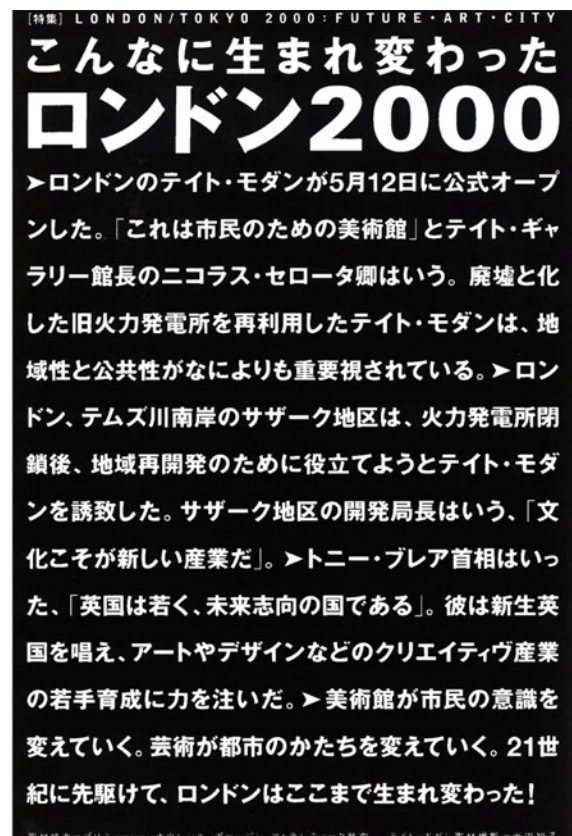 [特集] LONDON/TOKYO 2000:FUTURE・ART・CITY
こんなに生まれ変わった
ロンドン2000
➤ロンドンのテイト・モダンが5月12日に公式オープ
ンした。「これは市民のための美術館」とテイト・ギャ
ラリー館長のニコラス・セロータ卿はいう。廃墟と化
した旧火力発電所を再利用したテイト・モダンは、地
域性と公共性がなによりも重要視されている。➤ロン
ドン、テムズ川南岸のサザーク地区は、火力発電所閉
鎖後、地域再開発のために役立てようとテイト・モダ
ンを誘致した。サザーク地区の開発局長はいう、「文
化こそが新しい産業だ」。➤トニー・ブレア首相はいっ
た、「英国は若く、未来志向の国である」。彼は新生英
国を唱え、アートやデザインなどのクリエイティヴ産業
の若手育成に力を注いだ。➤美術館が市民の意識を
変えていく。芸術が都市のかたちを変えていく。21世
紀に先駆けて、ロンドンはここまで生まれ変わった!